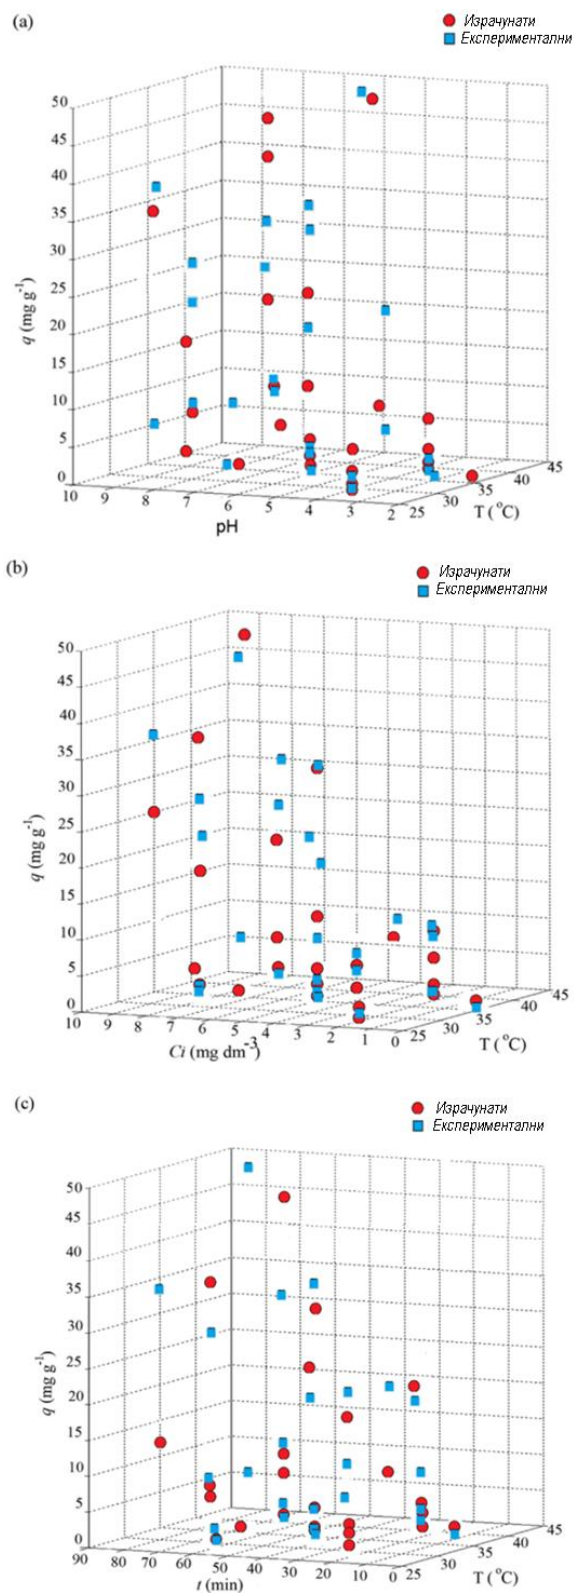 (a)
Израчунати
Експериментални
50
45
40
35
30
25
20
15
10
5
0
q (mg g⁻¹)
10 9 8 7 6 5 4 3 2
pH
25 30 35 40 45
T (°C)
(b)
Израчунати
Експериментални
50
45
40
35
30
25
20
15
10
5
0
q (mg g⁻¹)
10 9 8 7 6 5 4 3 2 1 0
Ci (mg dm⁻³)
25 30 35 40 45
T (°C)
(c)
Израчунати
Експериментални
50
45
40
35
30
25
20
15
10
5
0
q (mg g⁻¹)
90 80 70 60 50 40 30 20 10 0
t (min)
25 30 35 40 45
T (°C)